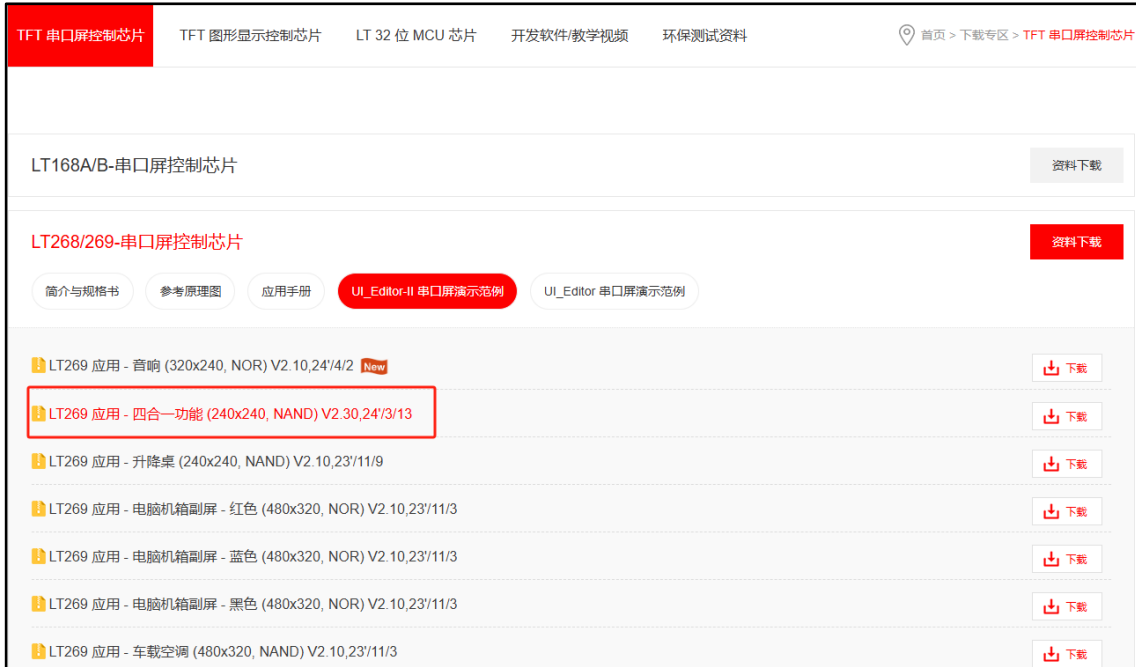 TFT 串口屏控制芯片 TFT 图形显示控制芯片 LT 32 位 MCU 芯片 开发软件/教学视频 环保测试资料 首页 > 下载专区 > TFT 串口屏控制芯片
LT168A/B-串口屏控制芯片 资料下载
LT268/269-串口屏控制芯片 资料下载
简介与规格书 参考原理图 应用手册 UI_Editor-II 串口屏演示范例 UI_Editor 串口屏演示范例
LT269 应用 - 音响 (320x240, NOR) V2.10,24'/4/2 New 下载
LT269 应用 - 四合一功能 (240x240, NAND) V2.30,24'/3/13 下载
LT269 应用 - 升降桌 (240x240, NAND) V2.10,23'/11/9 下载
LT269 应用 - 电脑机箱副屏 - 红色 (480x320, NOR) V2.10,23'/11/3 下载
LT269 应用 - 电脑机箱副屏 - 蓝色 (480x320, NOR) V2.10,23'/11/3 下载
LT269 应用 - 电脑机箱副屏 - 黑色 (480x320, NOR) V2.10,23'/11/3 下载
LT269 应用 - 车载空调 (480x320, NAND) V2.10,23'/11/3 下载